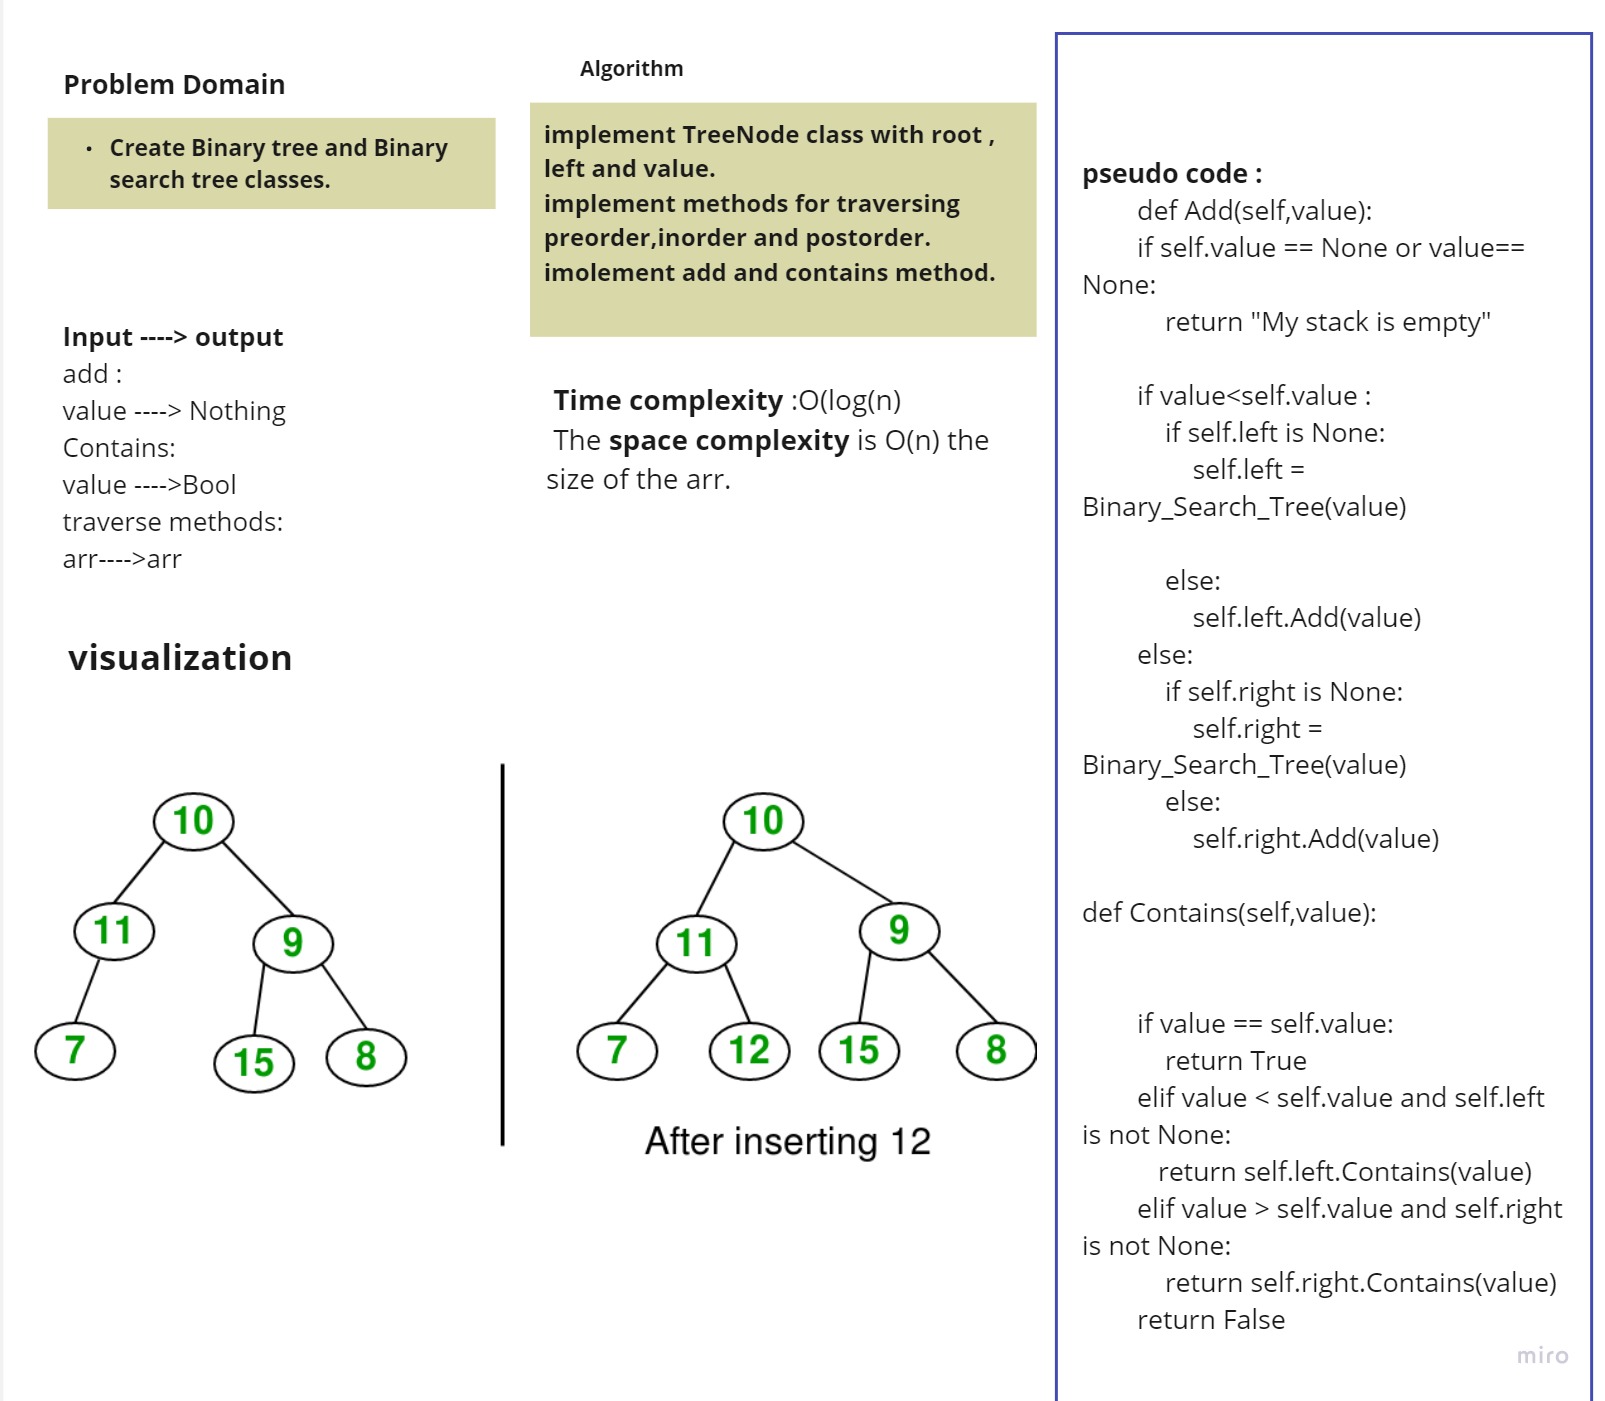 Problem Domain
• Create Binary tree and Binary
search tree classes.
Input ----> output
add :
value ----> Nothing
Contains:
value ---->Bool
traverse methods:
arr---->arr
Algorithm
implement TreeNode class with root ,
left and value.
implement methods for traversing
preorder,inorder and postorder.
imolement add and contains method.
Time complexity :O(log(n)
The space complexity is O(n) the
size of the arr.
visualization
10
11
9
7
15
8
10
11
9
7
12
15
8
After inserting 12
pseudo code :
def Add(self,value):
if self.value == None or value==
None:
return "My stack is empty"
if value<self.value :
if self.left is None:
self.left =
Binary_Search_Tree(value)
else:
self.left.Add(value)
else:
if self.right is None:
self.right =
Binary_Search_Tree(value)
else:
self.right.Add(value)
def Contains(self,value):
if value == self.value:
return True
elif value < self.value and self.left
is not None:
return self.left.Contains(value)
elif value > self.value and self.right
is not None:
return self.right.Contains(value)
return False
miro